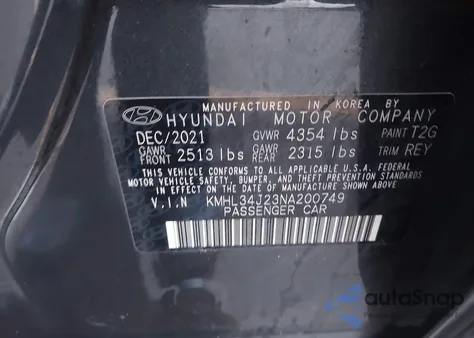 MANUFACTURED IN KOREA BY
HYUNDAI MOTOR COMPANY
DEC/2021 GVWR 4354 lbs PAINT T2G
GAWR FRONT 2513 lbs GAWR REAR 2315 lbs TRIM REY
THIS VEHICLE CONFORMS TO ALL APPLICABLE U.S.A. FEDERAL
MOTOR VEHICLE SAFETY, BUMPER, AND THEFT PREVENTION STANDARDS
IN EFFECT ON THE DATE OF MANUFACTURE SHOWN ABOVE.
V.I.N KMHL34J23NA200749
PASSENGER CAR
autoSnap